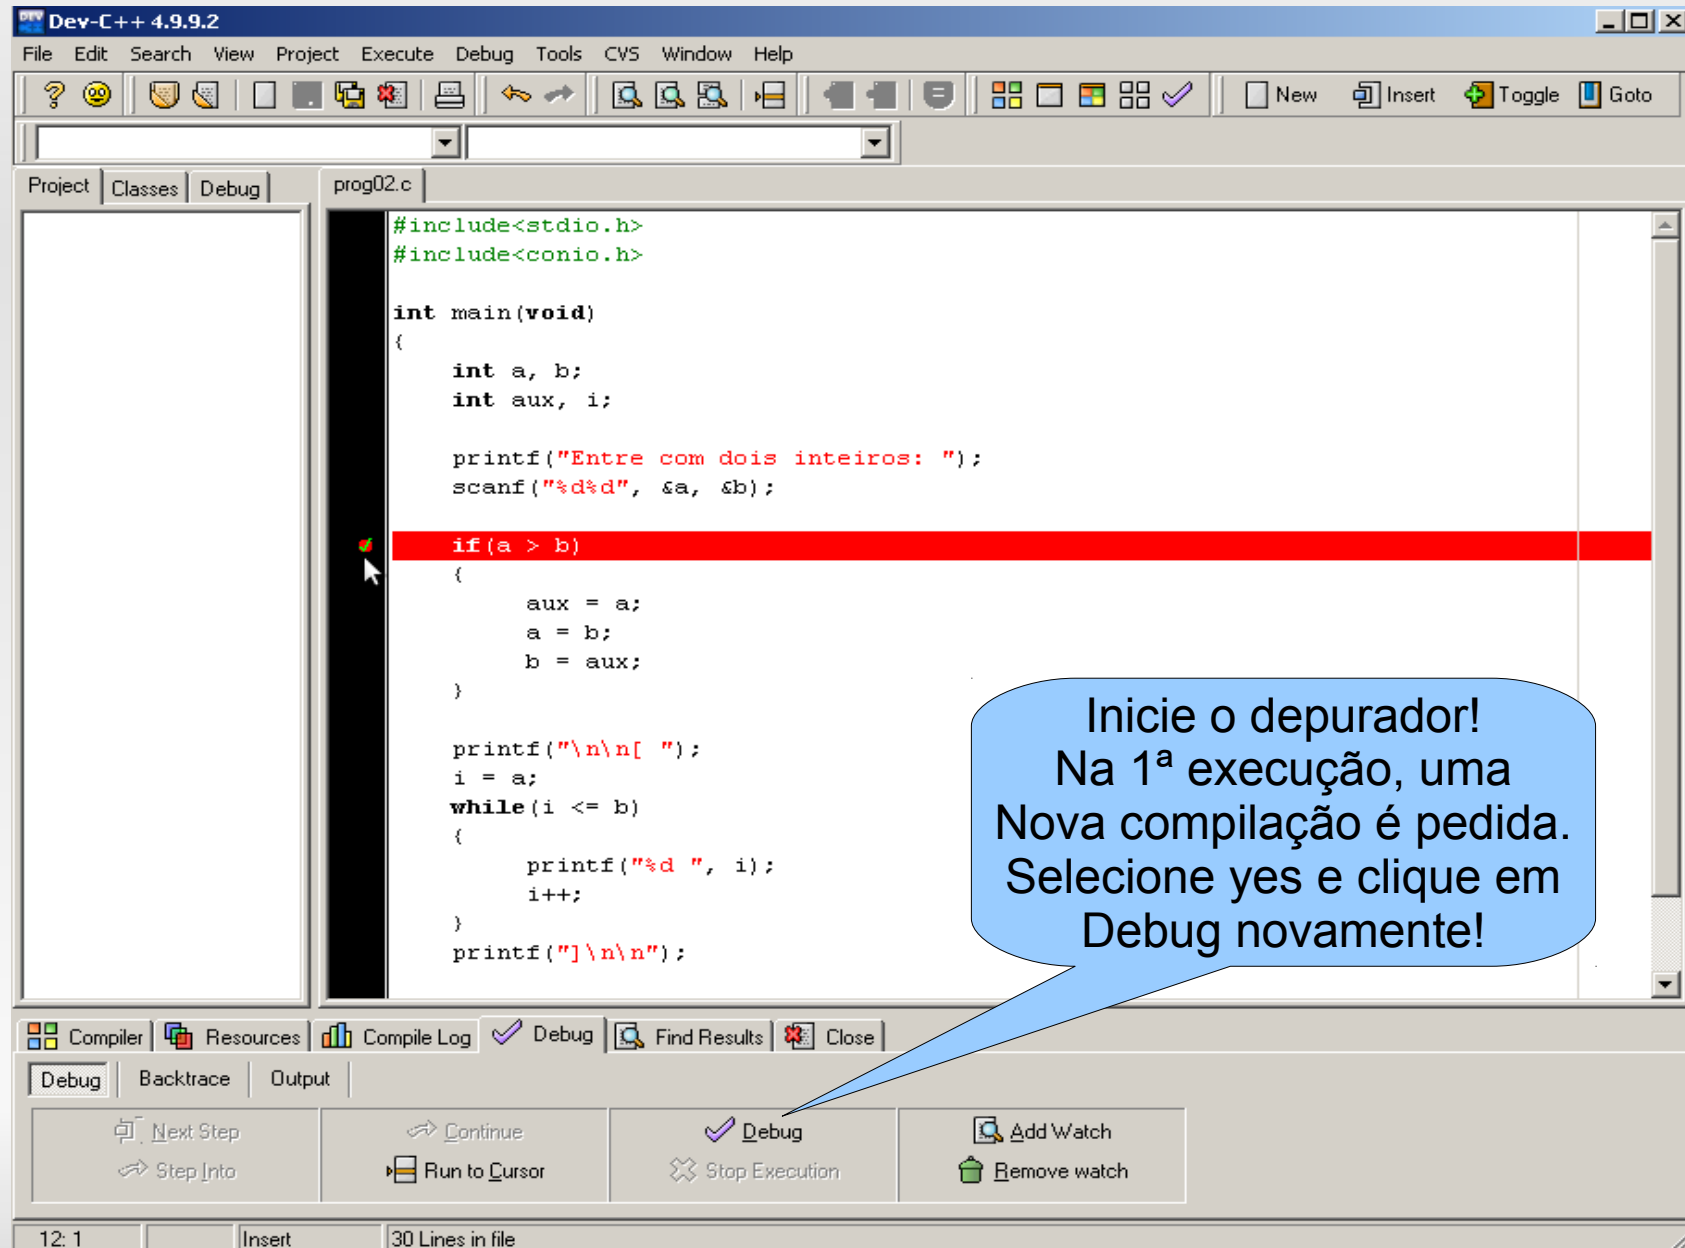 Dev-C++ 4.9.9.2
File Edit Search View Project Execute Debug Tools CVS Window Help
New Insert Toggle Goto
Project Classes Debug prog02.c
#include<stdio.h>
#include<conio.h>
int main(void)
{
int a, b;
int aux, i;
printf("Entre com dois inteiros: ");
scanf("%d%d", &a, &b);
if(a > b)
{
aux = a;
a = b;
b = aux;
}
printf("\n\n[ ");
i = a;
while(i <= b)
{
printf("%d ", i);
i++;
}
printf("]\n\n");
Inicie o depurador!
Na 1ª execução, uma
Nova compilação é pedida.
Selecione yes e clique em
Debug novamente!
Compiler Resources Compile Log Debug Find Results Close
Debug Backtrace Output
Next Step Continue Debug Add Watch
Step Into Run to Cursor Stop Execution Remove watch
12: 1 Insert 30 Lines in file